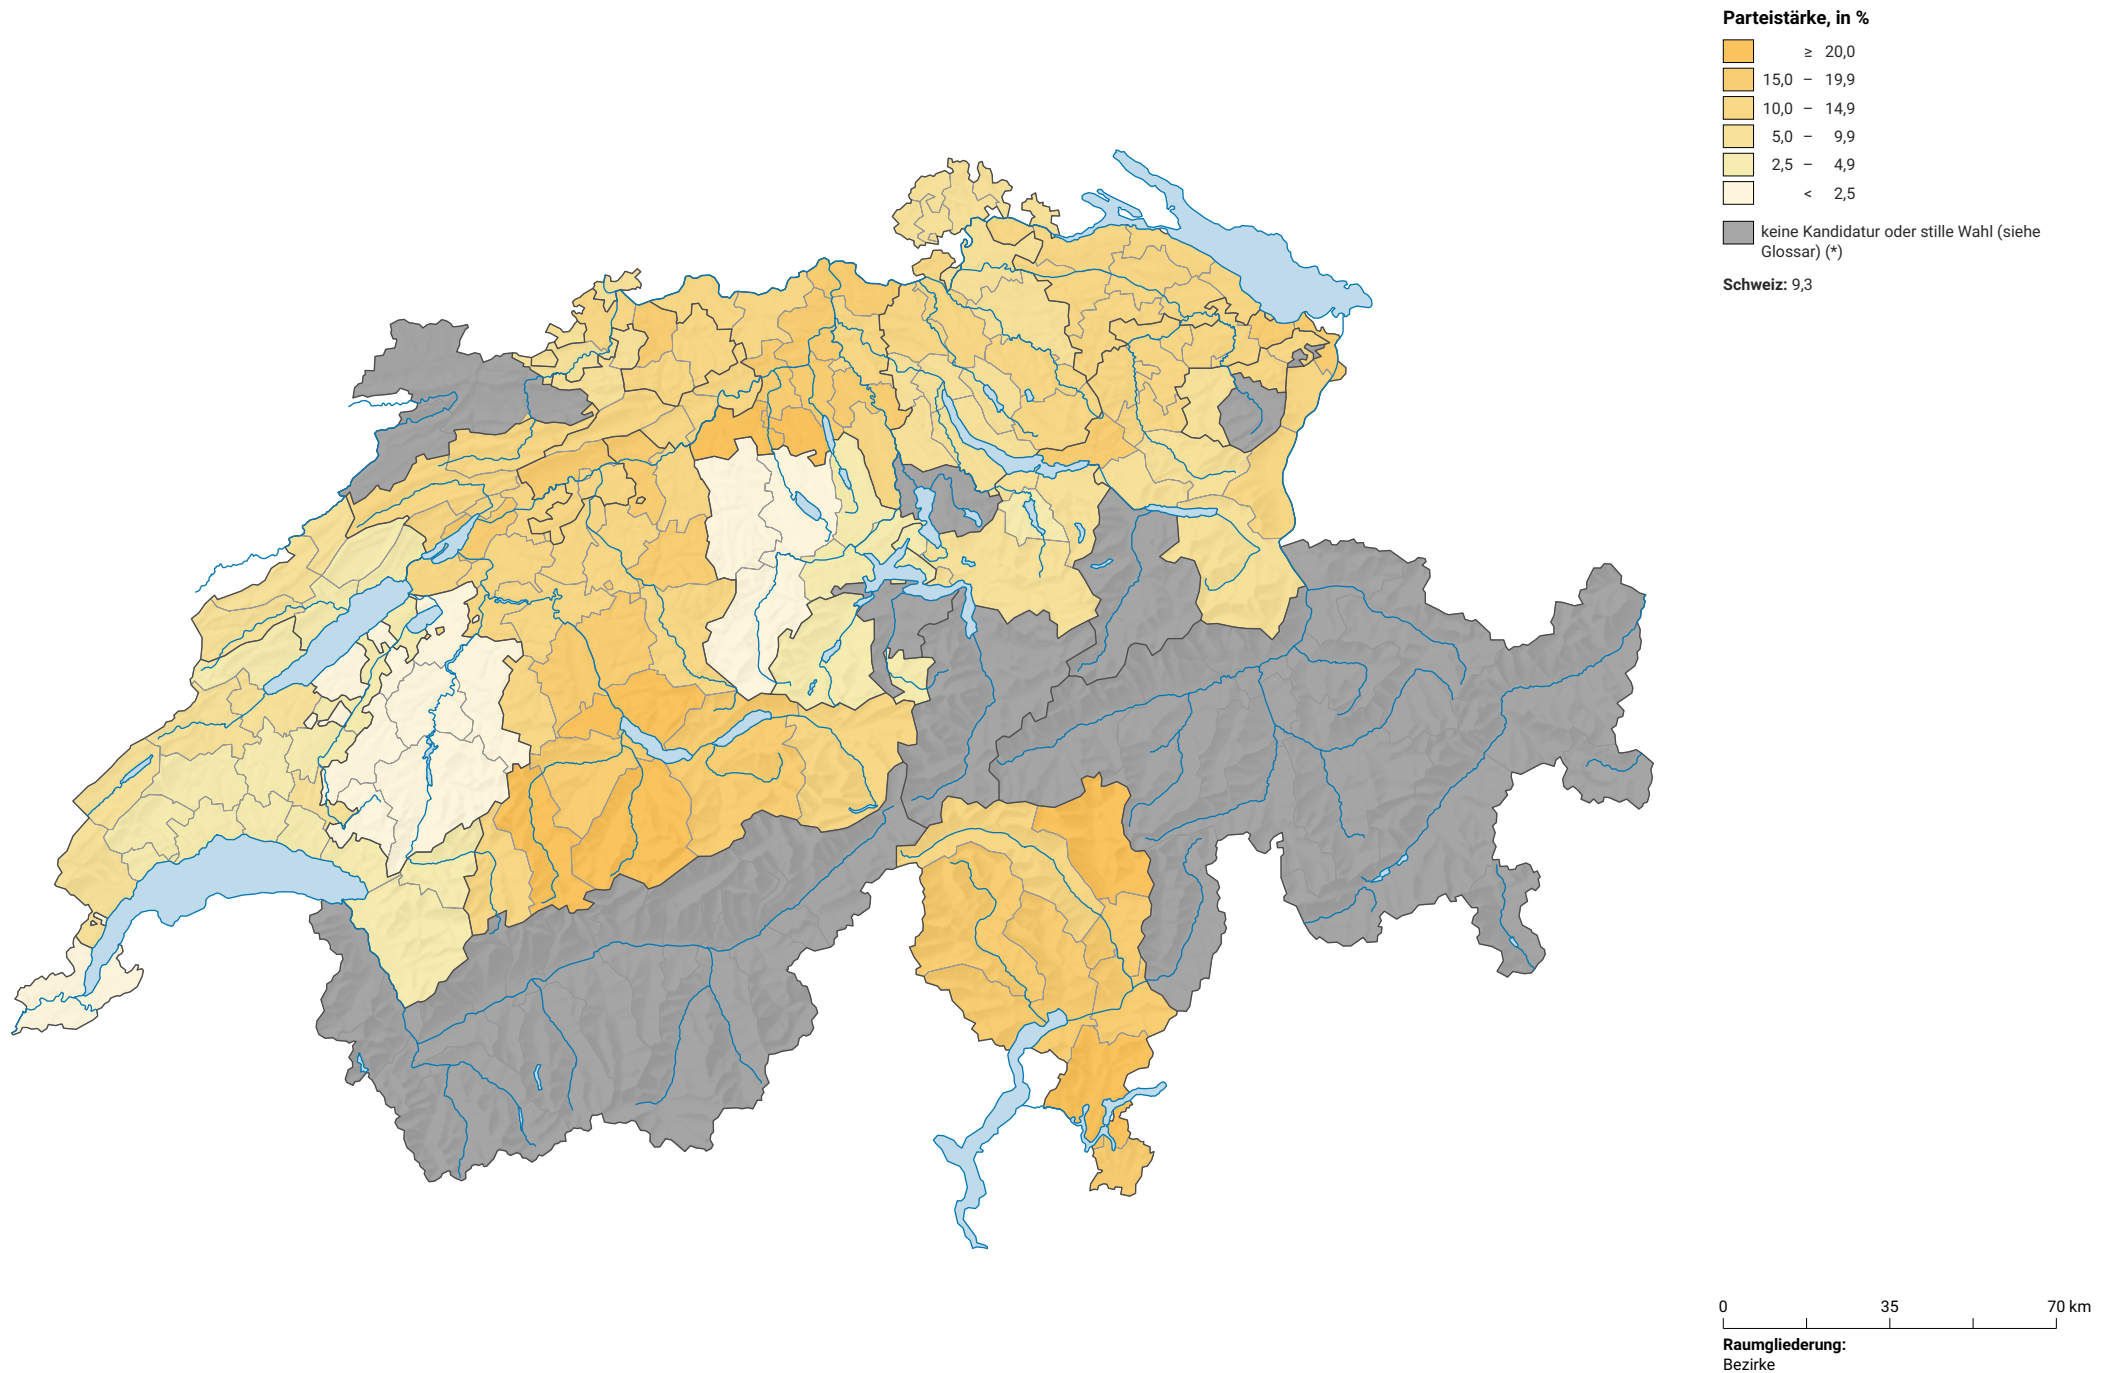 Parteistärke, in %
≥ 20,0
15,0 – 19,9
10,0 – 14,9
5,0 – 9,9
2,5 – 4,9
< 2,5
keine Kandidatur oder stille Wahl (siehe
Glossar) (*)
Schweiz: 9,3
0 35 70 km
Raumgliederung:
Bezirke